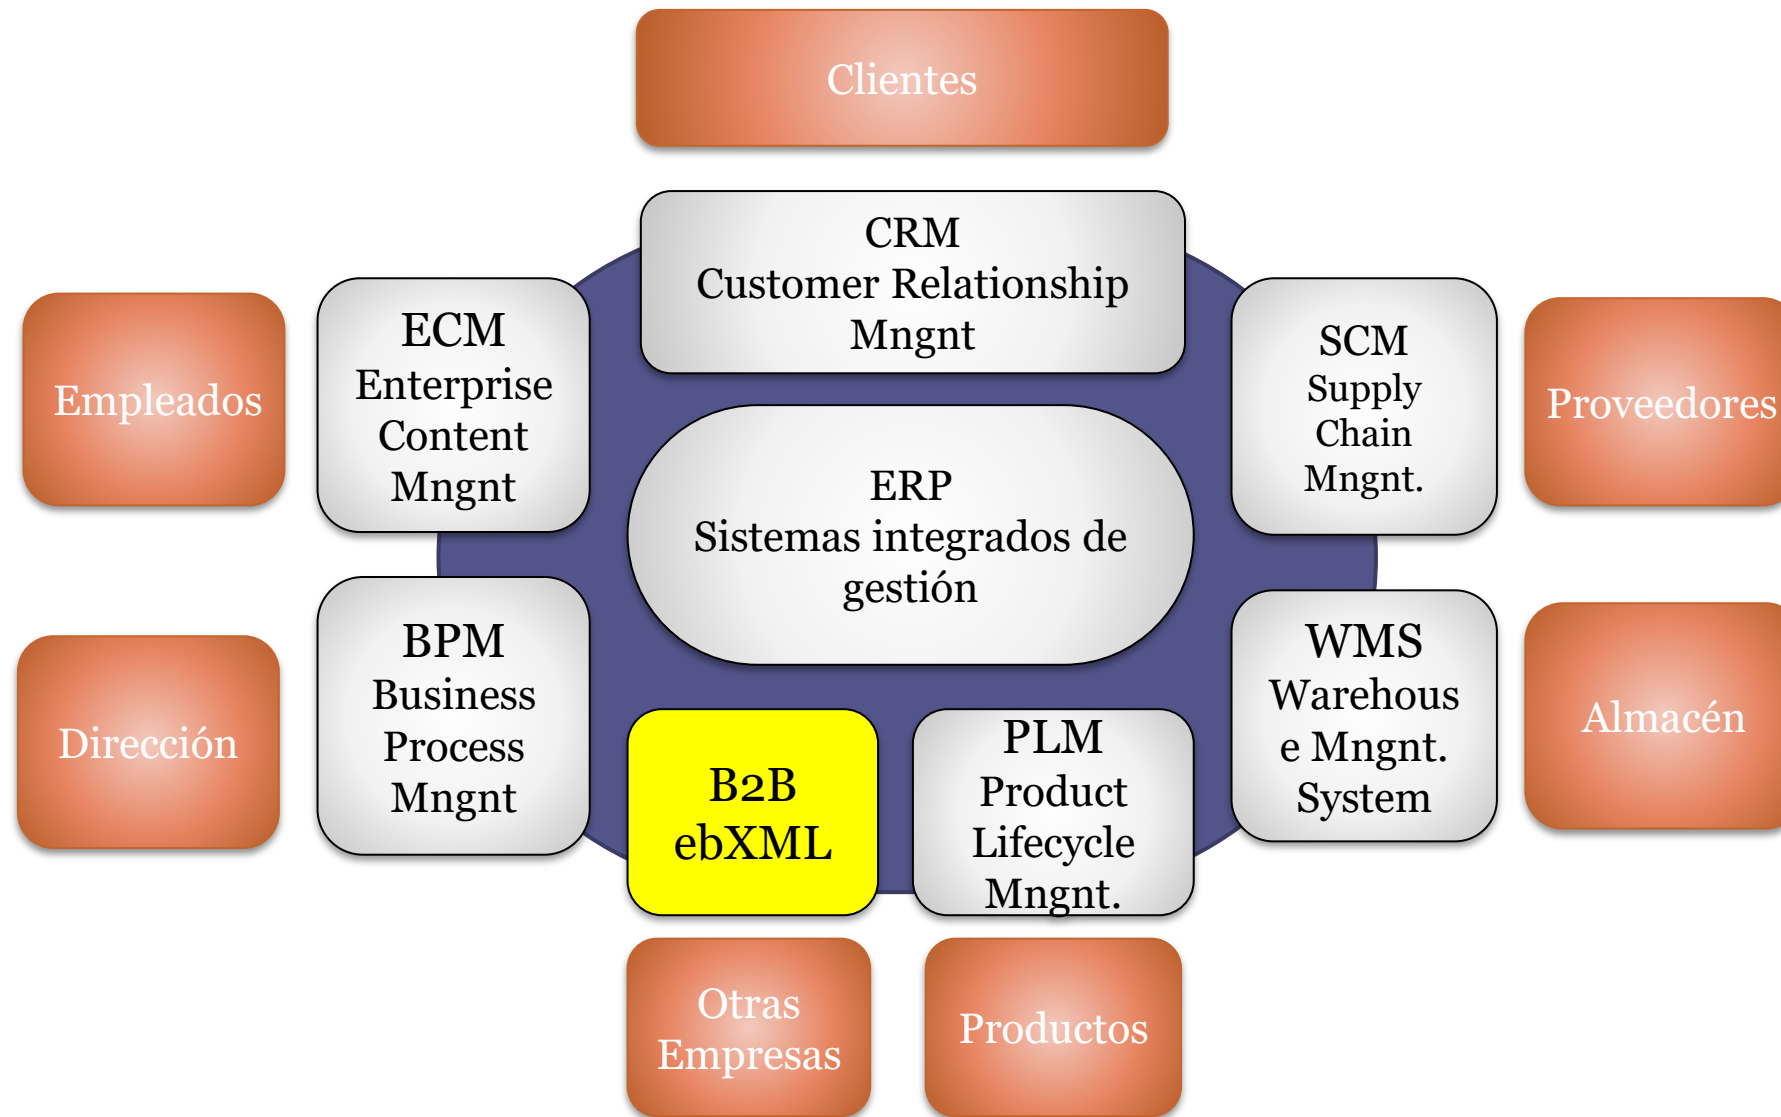 Clientes
CRM
Customer Relationship
Mngnt
ECM
Enterprise
Content
Mngnt
Empleados
SCM
Supply
Chain
Mngnt.
Proveedores
ERP
Sistemas integrados de
gestión
BPM
Business
Process
Mngnt
Dirección
WMS
Warehous
e Mngnt.
System
Almacén
B2B
ebXML
PLM
Product
Lifecycle
Mngnt.
Otras
Empresas
Productos